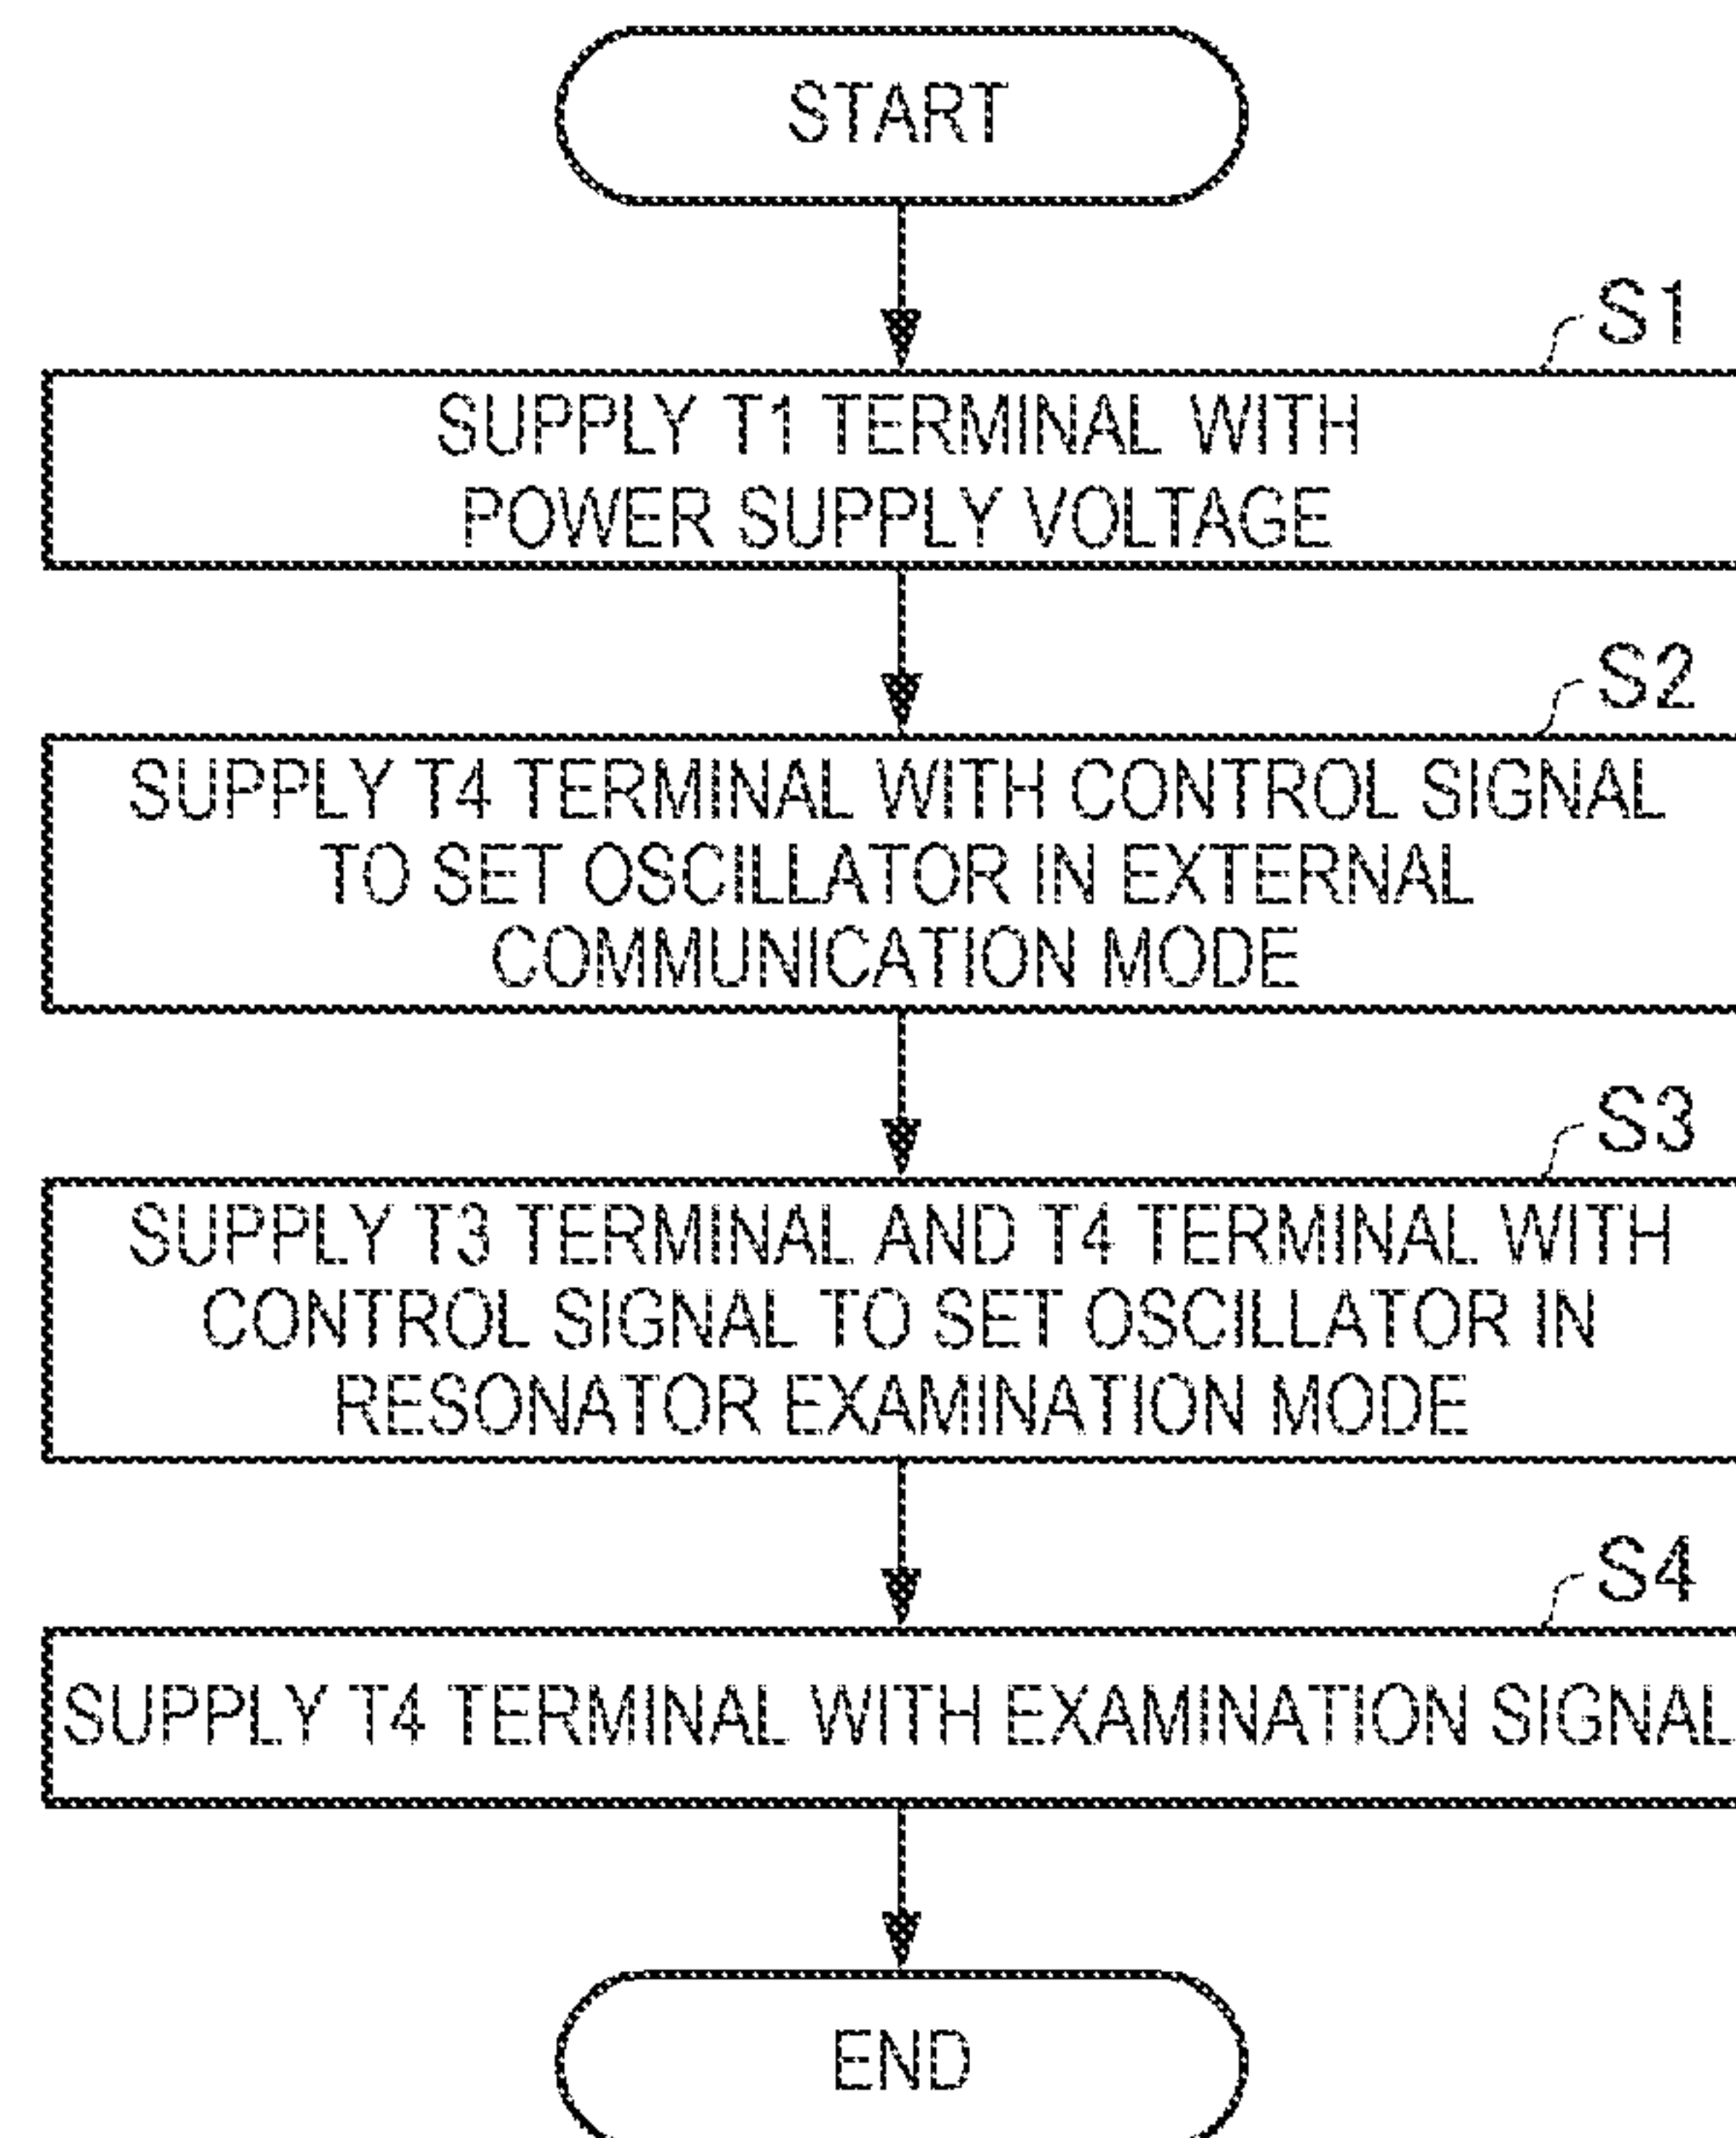 START
S1
SUPPLY T1 TERMINAL WITH
POWER SUPPLY VOLTAGE
S2
SUPPLY T4 TERMINAL WITH CONTROL SIGNAL
TO SET OSCILLATOR IN EXTERNAL
COMMUNICATION MODE
S3
SUPPLY T3 TERMINAL AND T4 TERMINAL WITH
CONTROL SIGNAL TO SET OSCILLATOR IN
RESONATOR EXAMINATION MODE
S4
SUPPLY T4 TERMINAL WITH EXAMINATION SIGNAL
END